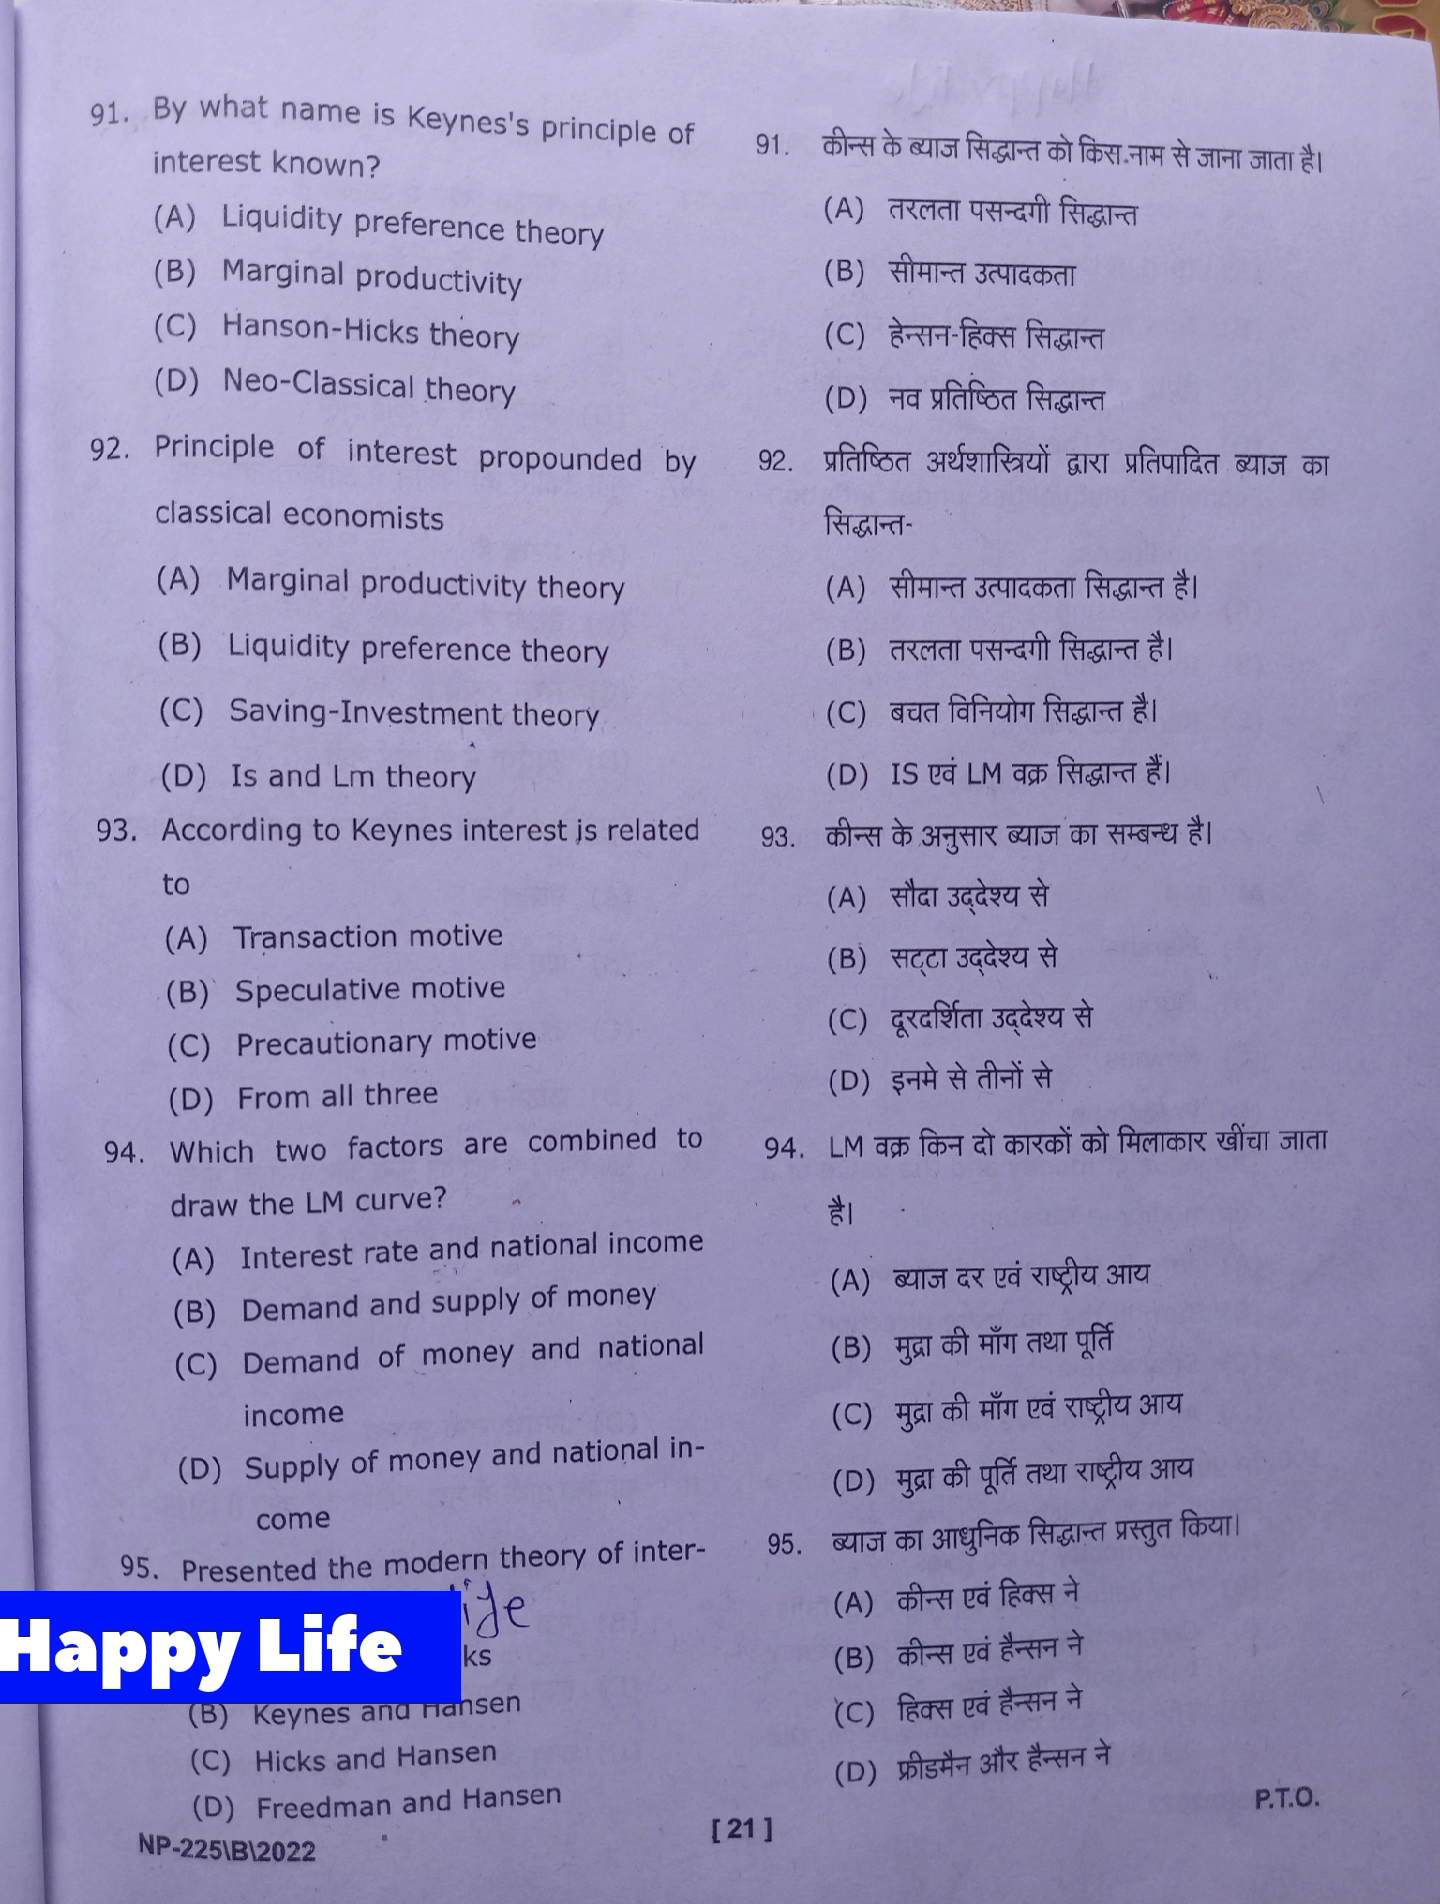 91. By what name is Keynes's principle of
interest known?
(A) Liquidity preference theory
(B) Marginal productivity
(C) Hanson-Hicks theory
(D) Neo-Classical theory
92. Principle of interest propounded by
classical economists
(A) Marginal productivity theory
(B) Liquidity preference theory
(C) Saving-Investment theory
(D) Is and Lm theory
93. According to Keynes interest is related
to
(A) Transaction motive
(B) Speculative motive
(C) Precautionary motive
(D) From all three
94. Which two factors are combined to
draw the LM curve?
(A) Interest rate and national income
(B) Demand and supply of money
(C) Demand of money and national
income
(D) Supply of money and national in-
come
95. Presented the modern theory of inter-
Happy Life
ks
(B) Keynes and Hansen
(C) Hicks and Hansen
(D) Freedman and Hansen
NP-225\B\2022
91. कीन्स के ब्याज सिद्धान्त को किस नाम से जाना जाता है।
(A) तरलता पसन्दगी सिद्धान्त
(B) सीमान्त उत्पादकता
(C) हेन्सन-हिक्स सिद्धान्त
(D) नव प्रतिष्ठित सिद्धान्त
92. प्रतिष्ठित अर्थशास्त्रियों द्वारा प्रतिपादित ब्याज का
सिद्धान्त-
(A) सीमान्त उत्पादकता सिद्धान्त है।
(B) तरलता पसन्दगी सिद्धान्त है।
(C) बचत विनियोग सिद्धान्त है।
(D) IS एवं LM वक्र सिद्धान्त हैं।
93. कीन्स के अनुसार ब्याज का सम्बन्ध है।
(A) सौदा उद्देश्य से
(B) सट्टा उद्देश्य से
(C) दूरदर्शिता उद्देश्य से
(D) इनमे से तीनों से
94. LM वक्र किन दो कारकों को मिलाकार खींचा जाता
है।
(A) ब्याज दर एवं राष्ट्रीय आय
(B) मुद्रा की माँग तथा पूर्ति
(C) मुद्रा की माँग एवं राष्ट्रीय आय
(D) मुद्रा की पूर्ति तथा राष्ट्रीय आय
95. ब्याज का आधुनिक सिद्धान्त प्रस्तुत किया।
(A) कीन्स एवं हिक्स ने
(B) कीन्स एवं हैन्सन ने
(C) हिक्स एवं हैन्सन ने
(D) फ्रीडमैन और हैन्सन ने
P.T.O.
[ 21 ]